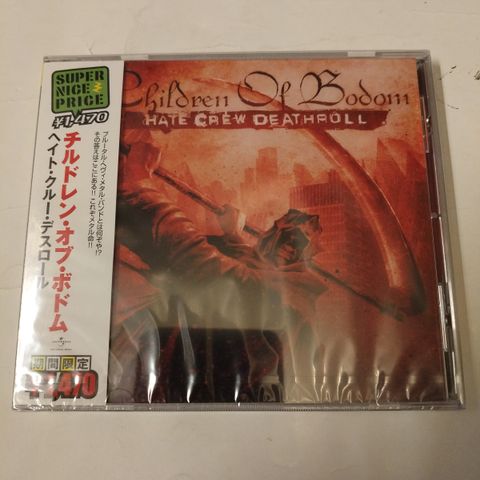 SUPER
NICE
PRICE
¥1,470
チルドレン・オブ・ボドム
ヘイト・クルー・デスロール
ブルータル・ヘヴィ・メタル・バンドとは何ぞや!?
その答えはここにある!! これぞメタル命!!
期間限定
¥1,470
Children Of Bodom
HATE CREW DEATHROLL